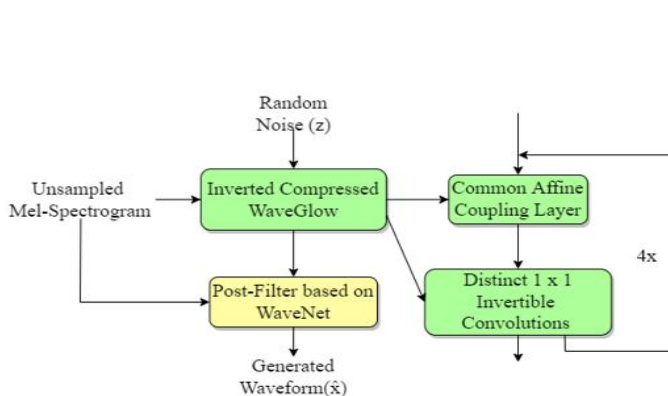 Random
Noise (z)
Unsampled
Mel-Spectrogram
Inverted Compressed
WaveGlow
Common Affine
Coupling Layer
4x
Post-Filter based on
WaveNet
Distinct 1 x 1
Invertible
Convolutions
Generated
Waveform(x̂)